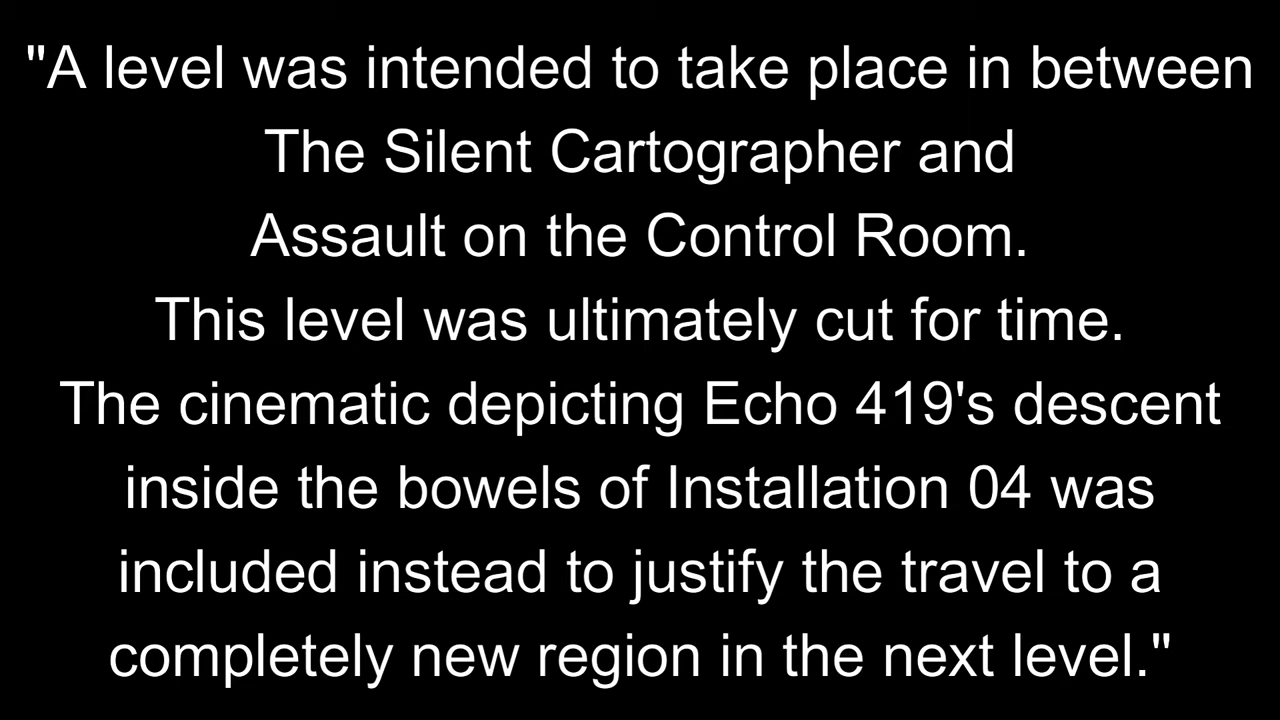 "A level was intended to take place in between
The Silent Cartographer and
Assault on the Control Room.
This level was ultimately cut for time.
The cinematic depicting Echo 419's descent
inside the bowels of Installation 04 was
included instead to justify the travel to a
completely new region in the next level."